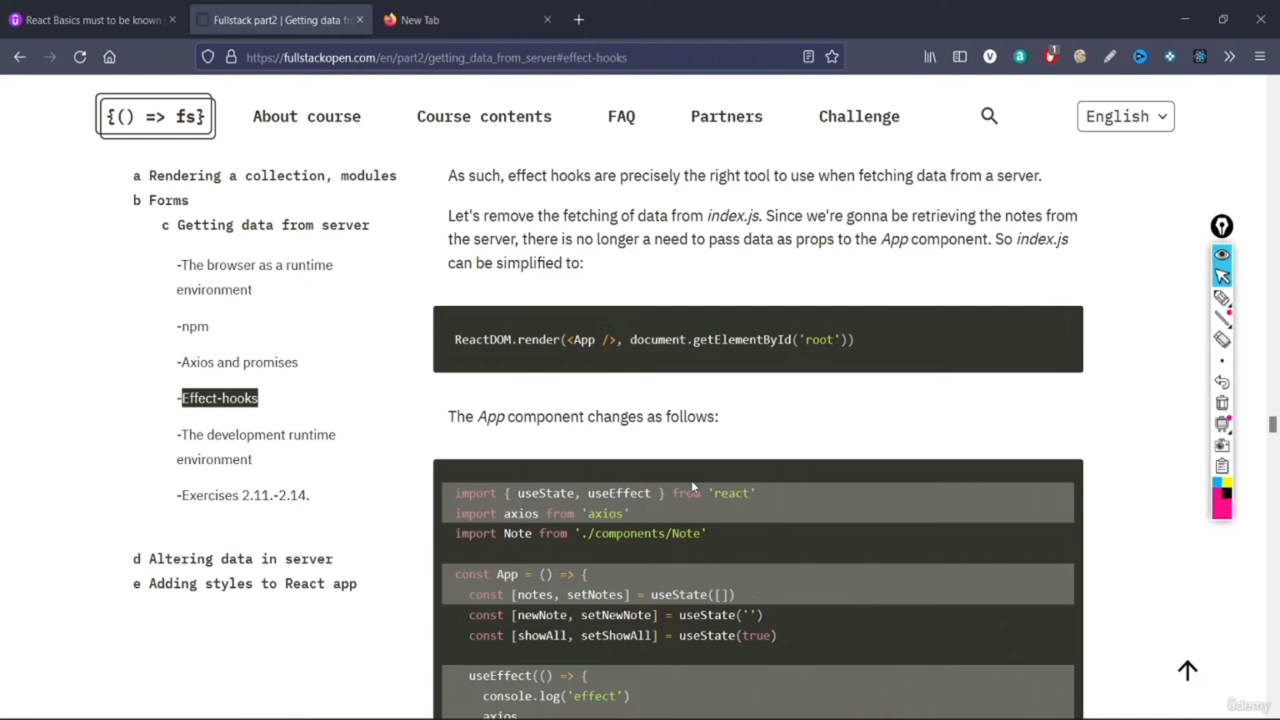 React Basics must to be known
Fullstack part2 | Getting data fr
New Tab
https://fullstackopen.com/en/part2/getting_data_from_server#effect-hooks
1
{() => fs}
About course
Course contents
FAQ
Partners
Challenge
English
a Rendering a collection, modules
b Forms
c Getting data from server
-The browser as a runtime
environment
-npm
-Axios and promises
-Effect-hooks
-The development runtime
environment
-Exercises 2.11.-2.14.
d Altering data in server
e Adding styles to React app
As such, effect hooks are precisely the right tool to use when fetching data from a server.
Let's remove the fetching of data from index.js. Since we're gonna be retrieving the notes from
the server, there is no longer a need to pass data as props to the App component. So index.js
can be simplified to:
ReactDOM.render(<App />, document.getElementById('root'))
The App component changes as follows:
import { useState, useEffect } from 'react'
import axios from 'axios'
import Note from './components/Note'
const App = () => {
const [notes, setNotes] = useState([])
const [newNote, setNewNote] = useState('')
const [showAll, setShowAll] = useState(true)
useEffect(() => {
console.log('effect')
axios
ûdemy